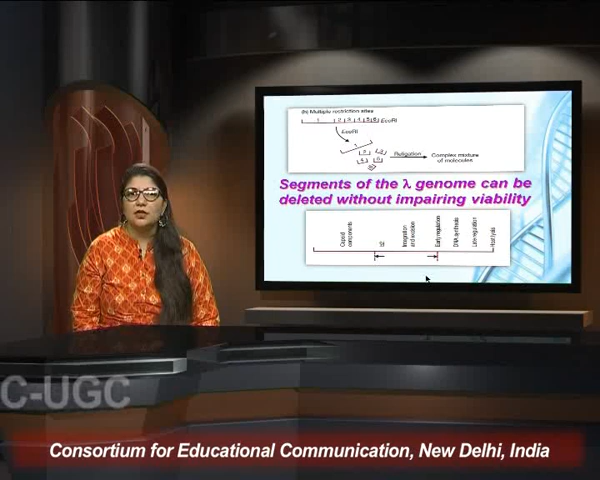 (b) Multiple restriction sites
EcoRI
EcoRI
Religation
Complex mixture
of molecules
Segments of the λ genome can be
deleted without impairing viability
Capsid
components
b2
Integration
and excision
Early regulation
DNA synthesis
Late regulation
Host lysis
C-UGC
Consortium for Educational Communication, New Delhi, India